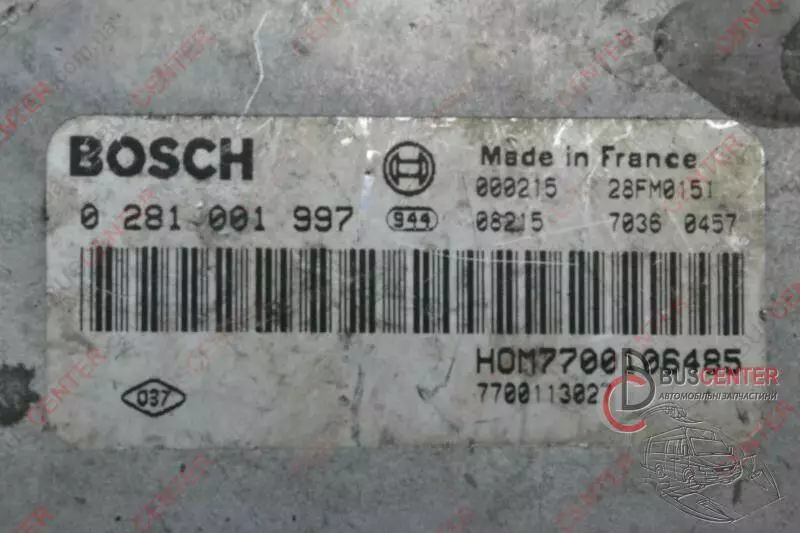 BOSCH
Made in France
000215 28FM0151
0 281 001 997
944
08215 7036 0457
HOM7700106485
7700113027
037
BUSCENTER
АВТОМОБІЛЬНІ ЗАПЧАСТИНИ